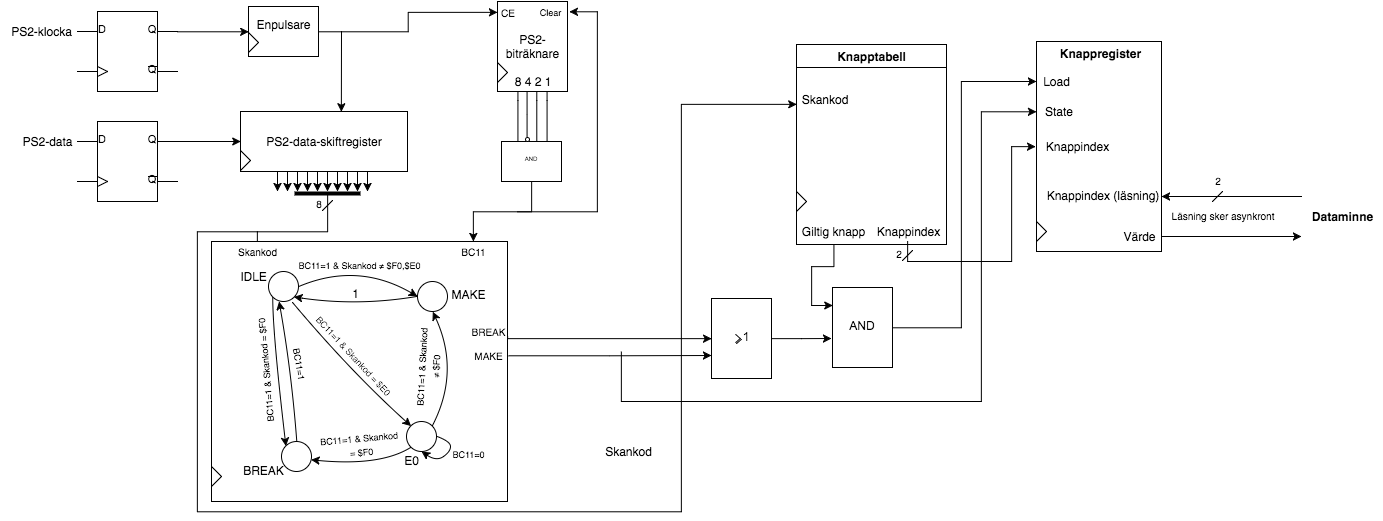 PS2-klocka
D
Q
Q
Enpulsare
CE
Clear
PS2-
biträknare
8 4 2 1
AND
PS2-data
D
Q
Q
PS2-data-skiftregister
8
Skankod
BC11
IDLE
BC11=1 & Skankod ≠ $F0,$E0
1
MAKE
BC11=1 & Skankod = $F0
BC11=1
BC11=1 & Skankod = $E0
BC11=1 & Skankod
≠ $F0
BC11=1 & Skankod
= $F0
BREAK
E0
BC11=0
BREAK
MAKE
≥1
AND
Skankod
Knapptabell
Skankod
Giltig knapp
Knappindex
2
Knappregister
Load
State
Knappindex
Knappindex (läsning)
Värde
2
Läsning sker asynkront
Dataminne